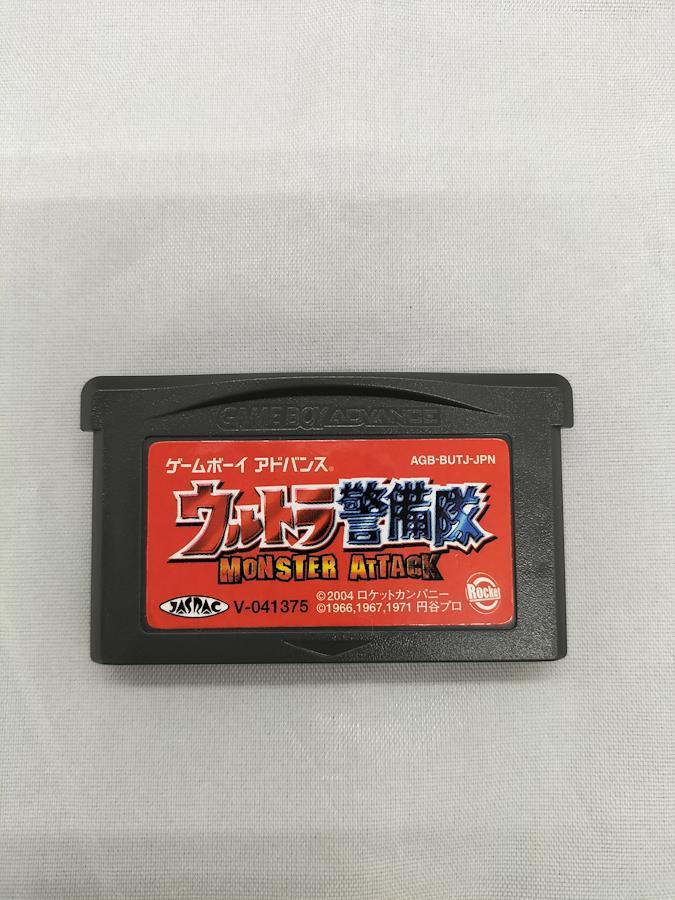 GAME BOY ADVANCE
ゲームボーイ アドバンス® AGB-BUTJ-JPN
ウルトラ警備隊
MONSTER ATTACK
JASRAC V-041375 ©2004 ロケットカンパニー
©1966,1967,1971 円谷プロ
Rocket